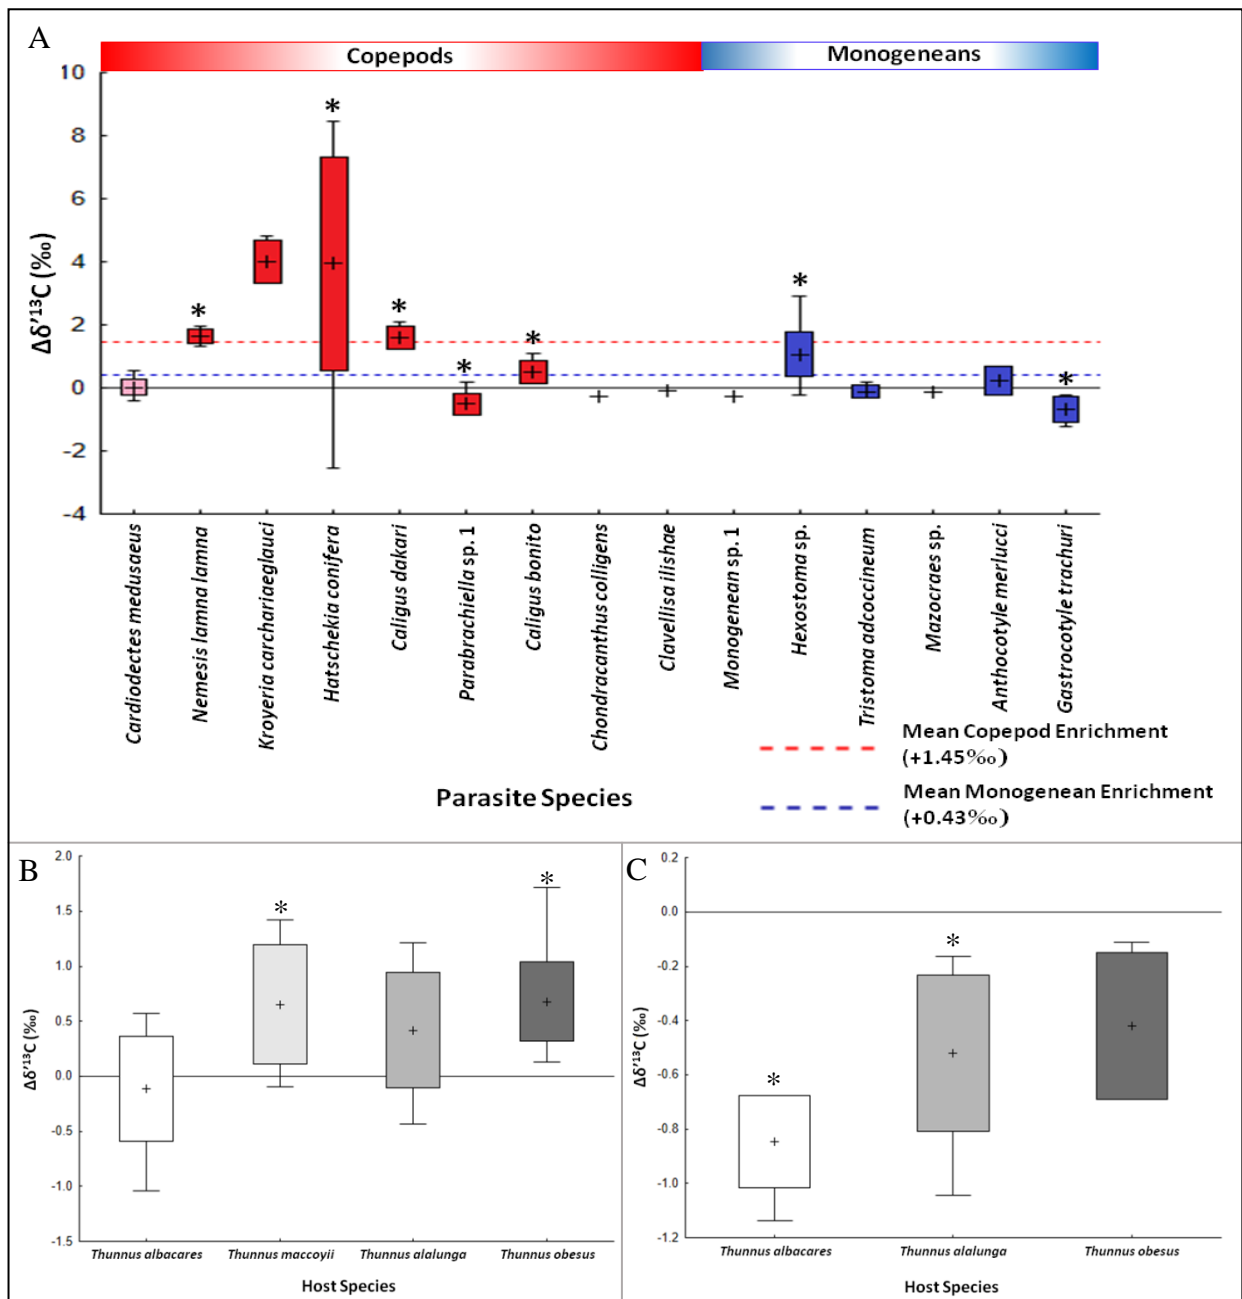 A
Copepods
Monogeneans
10
8
6
4
2
0
-2
-4
Δδ'¹³C (‰)
*
*
*
*
*
*
*
Cardiodectes medusaeus
Nemesis lamna lamna
Kroyeria carchariaeglauci
Hatschekia conifera
Caligus dakari
Parabrachiella sp. 1
Caligus bonito
Chondracanthus colligens
Clavellisa ilishae
Monogenean sp. 1
Hexostoma sp.
Tristoma adcoccineum
Mazocraes sp.
Anthocotyle merlucci
Gastrocotyle trachuri
Parasite Species
Mean Copepod Enrichment
(+1.45‰)
Mean Monogenean Enrichment
(+0.43‰)
B
2.0
1.5
1.0
0.5
0.0
-0.5
-1.0
-1.5
Δδ'¹³C (‰)
*
*
Thunnus albacares
Thunnus maccoyii
Thunnus alalunga
Thunnus obesus
Host Species
C
0.2
0.0
-0.2
-0.4
-0.6
-0.8
-1.0
-1.2
Δδ'¹³C (‰)
*
*
Thunnus albacares
Thunnus alalunga
Thunnus obesus
Host Species